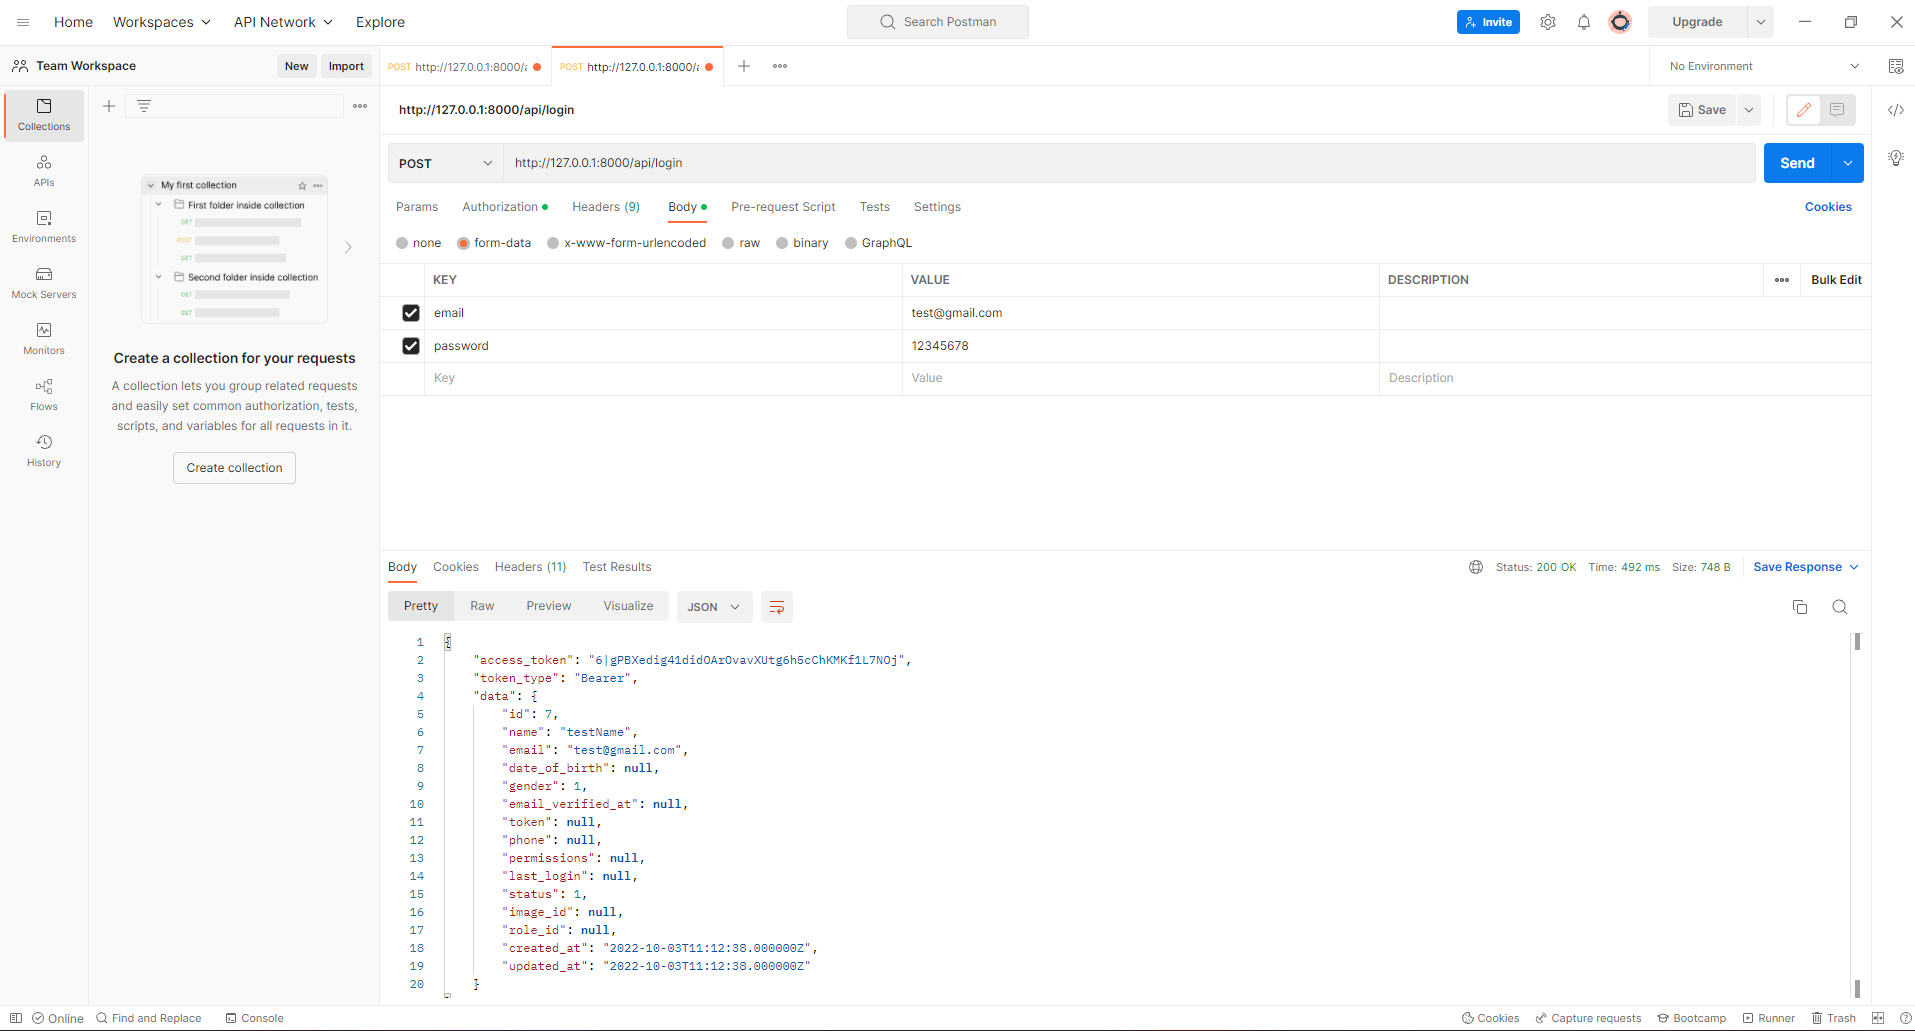 Home Workspaces API Network Explore Search Postman Invite Upgrade
Team Workspace New Import POST http://127.0.0.1:8000/a POST http://127.0.0.1:8000/a No Environment
Collections
APIs
Environments
Mock Servers
Monitors
Flows
History
My first collection
First folder inside collection
GET
POST
GET
Second folder inside collection
GET
GET
Create a collection for your requests
A collection lets you group related requests
and easily set common authorization, tests,
scripts, and variables for all requests in it.
Create collection
http://127.0.0.1:8000/api/login Save
POST http://127.0.0.1:8000/api/login Send
Params Authorization Headers (9) Body Pre-request Script Tests Settings Cookies
none form-data x-www-form-urlencoded raw binary GraphQL
KEY VALUE DESCRIPTION Bulk Edit
email test@gmail.com
password 12345678
Key Value Description
Body Cookies Headers (11) Test Results Status: 200 OK Time: 492 ms Size: 748 B Save Response
Pretty Raw Preview Visualize JSON
1 {
2 "access_token": "6|gPBXedig41didOArOvavXUtg6h5cChKMKf1L7NOj",
3 "token_type": "Bearer",
4 "data": {
5 "id": 7,
6 "name": "testName",
7 "email": "test@gmail.com",
8 "date_of_birth": null,
9 "gender": 1,
10 "email_verified_at": null,
11 "token": null,
12 "phone": null,
13 "permissions": null,
14 "last_login": null,
15 "status": 1,
16 "image_id": null,
17 "role_id": null,
18 "created_at": "2022-10-03T11:12:38.000000Z",
19 "updated_at": "2022-10-03T11:12:38.000000Z"
20 }
Online Find and Replace Console Cookies Capture requests Bootcamp Runner Trash